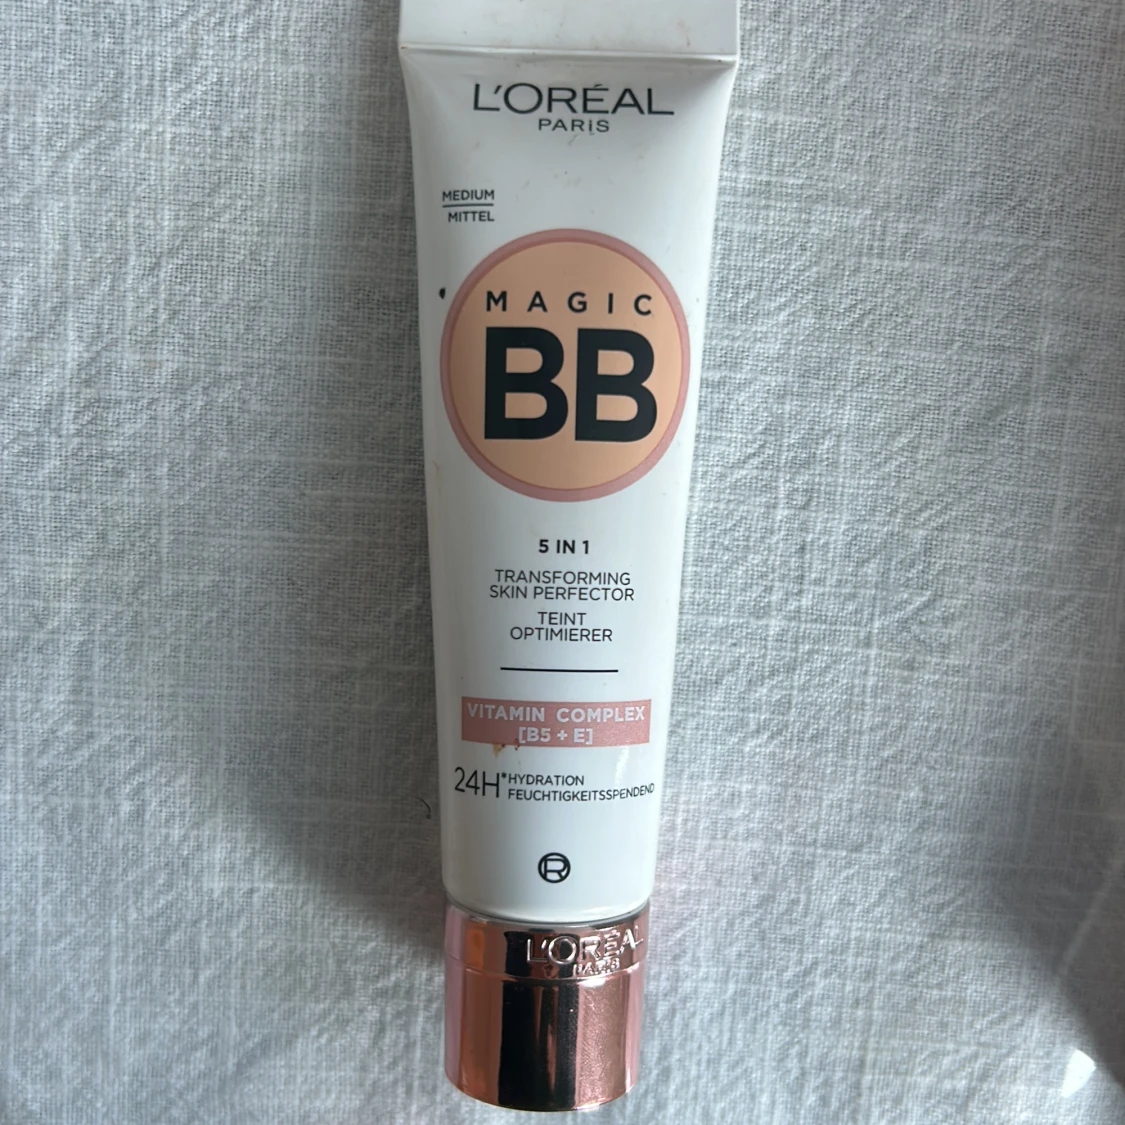 L'ORÉAL
PARIS
MEDIUM
MITTEL
MAGIC
BB
5 IN 1
TRANSFORMING
SKIN PERFECTOR
TEINT
OPTIMIERER
VITAMIN COMPLEX
[B5 + E]
24H* HYDRATION
FEUCHTIGKEITSSPENDEND
L'ORÉAL
PARIS